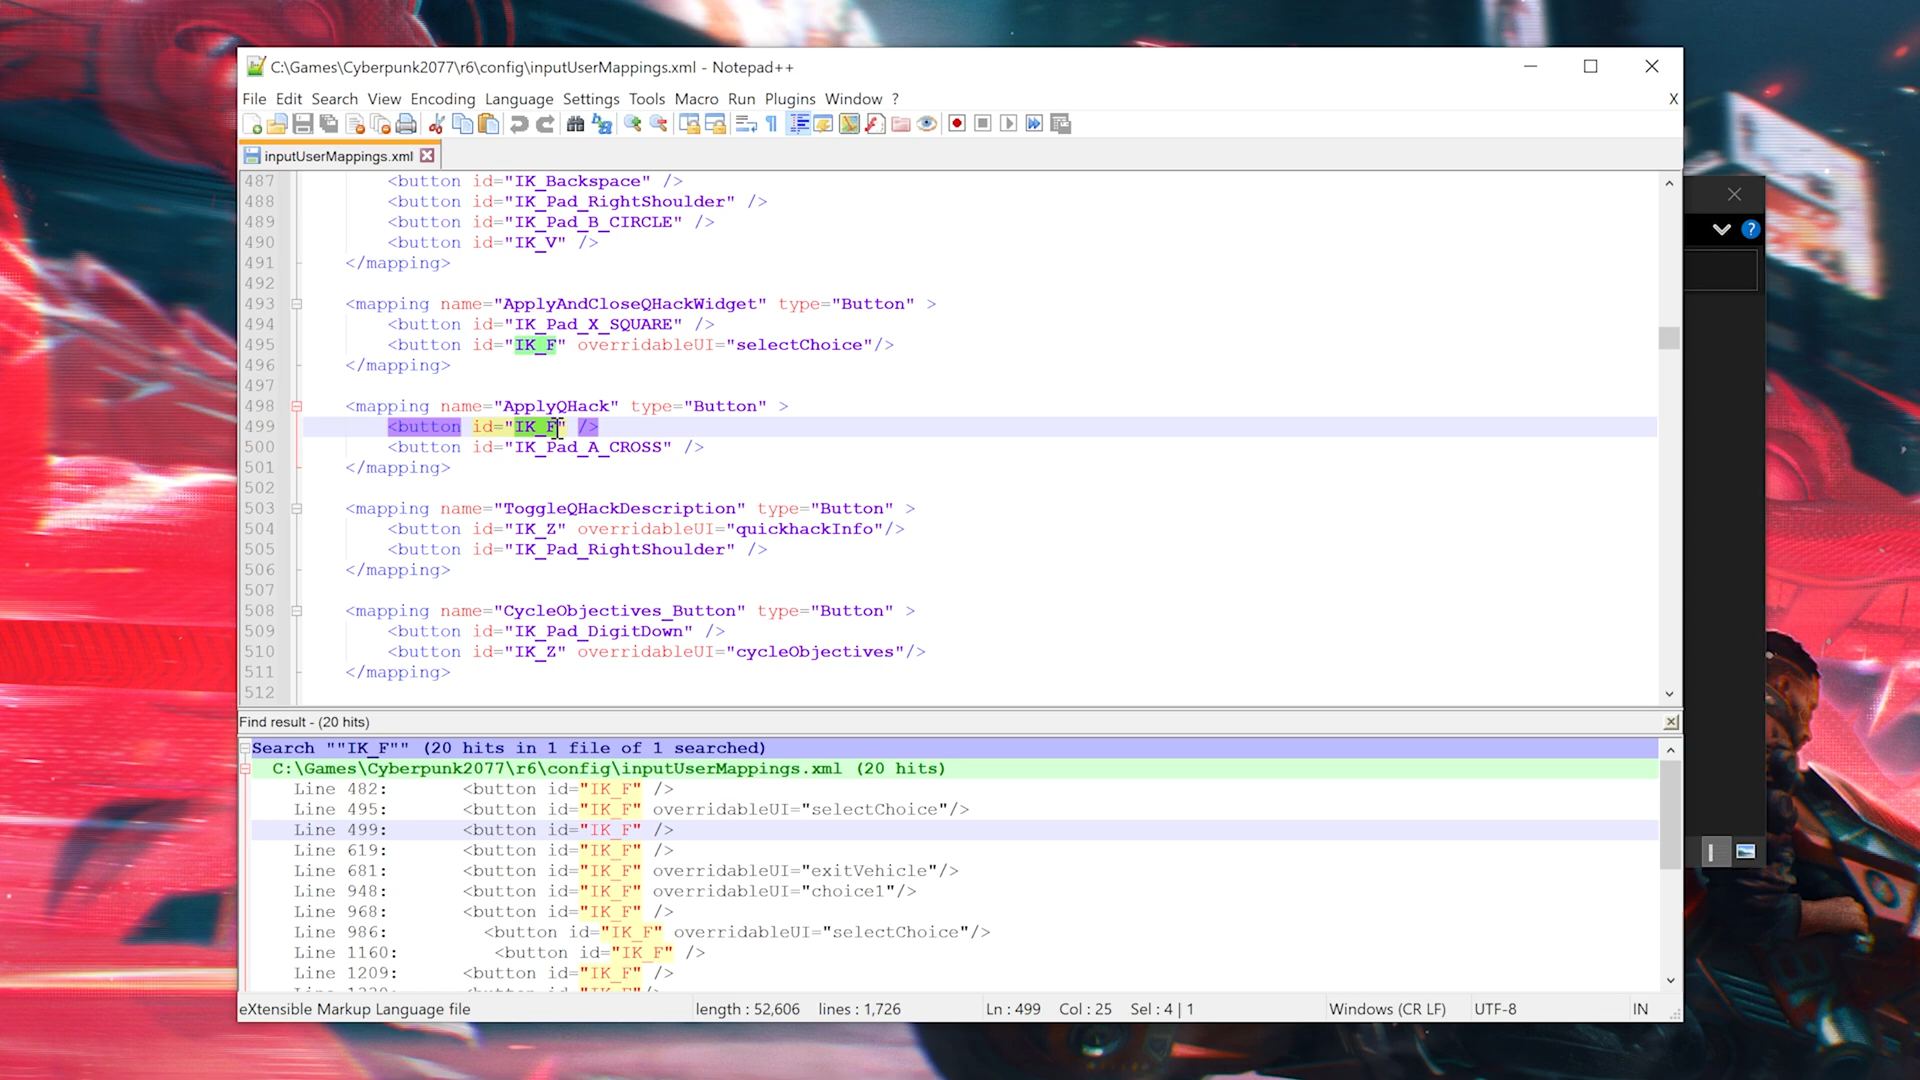 C:\Games\Cyberpunk2077\r6\config\inputUserMappings.xml - Notepad++
File Edit Search View Encoding Language Settings Tools Macro Run Plugins Window ? X
inputUserMappings.xml
487 <button id="IK_Backspace" />
488 <button id="IK_Pad_RightShoulder" />
489 <button id="IK_Pad_B_CIRCLE" />
490 <button id="IK_V" />
491 </mapping>
492
493 <mapping name="ApplyAndCloseQHackWidget" type="Button" >
494 <button id="IK_Pad_X_SQUARE" />
495 <button id="IK_F" overridableUI="selectChoice"/>
496 </mapping>
497
498 <mapping name="ApplyQHack" type="Button" >
499 <button id="IK_F" />
500 <button id="IK_Pad_A_CROSS" />
501 </mapping>
502
503 <mapping name="ToggleQHackDescription" type="Button" >
504 <button id="IK_Z" overridableUI="quickhackInfo"/>
505 <button id="IK_Pad_RightShoulder" />
506 </mapping>
507
508 <mapping name="CycleObjectives_Button" type="Button" >
509 <button id="IK_Pad_DigitDown" />
510 <button id="IK_Z" overridableUI="cycleObjectives"/>
511 </mapping>
512
Find result - (20 hits)
Search ""IK_F"" (20 hits in 1 file of 1 searched)
C:\Games\Cyberpunk2077\r6\config\inputUserMappings.xml (20 hits)
Line 482: <button id="IK_F" />
Line 495: <button id="IK_F" overridableUI="selectChoice"/>
Line 499: <button id="IK_F" />
Line 619: <button id="IK_F" />
Line 681: <button id="IK_F" overridableUI="exitVehicle"/>
Line 948: <button id="IK_F" overridableUI="choice1"/>
Line 968: <button id="IK_F" />
Line 986: <button id="IK_F" overridableUI="selectChoice"/>
Line 1160: <button id="IK_F" />
Line 1209: <button id="IK_F" />
eXtensible Markup Language file length : 52,606 lines : 1,726 Ln : 499 Col : 25 Sel : 4 | 1 Windows (CR LF) UTF-8 IN